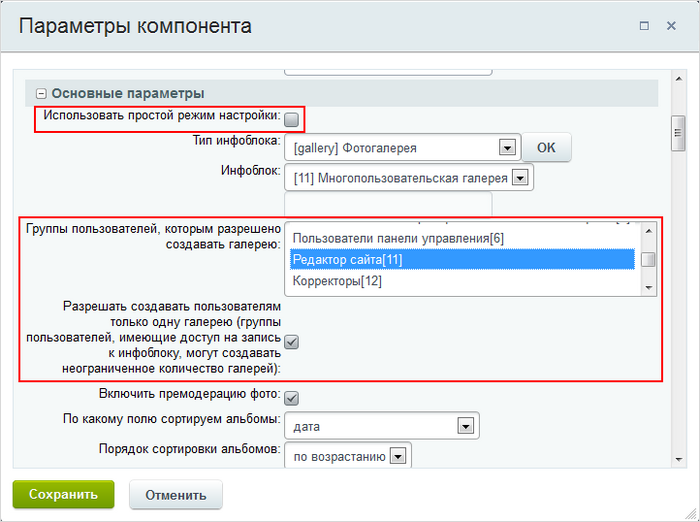 Параметры компонента
Основные параметры
Использовать простой режим настройки:
Тип инфоблока: [gallery] Фотогалерея OK
Инфоблок: [11] Многопользовательская галерея
Группы пользователей, которым разрешено
создавать галерею:
Пользователи панели управления[6]
Редактор сайта[11]
Корректоры[12]
Разрешать создавать пользователям
только одну галерею (группы
пользователей, имеющие доступ на запись
к инфоблоку, могут создавать
неограниченное количество галерей):
Включить премодерацию фото:
По какому полю сортируем альбомы: дата
Порядок сортировки альбомов: по возрастанию
Сохранить Отменить